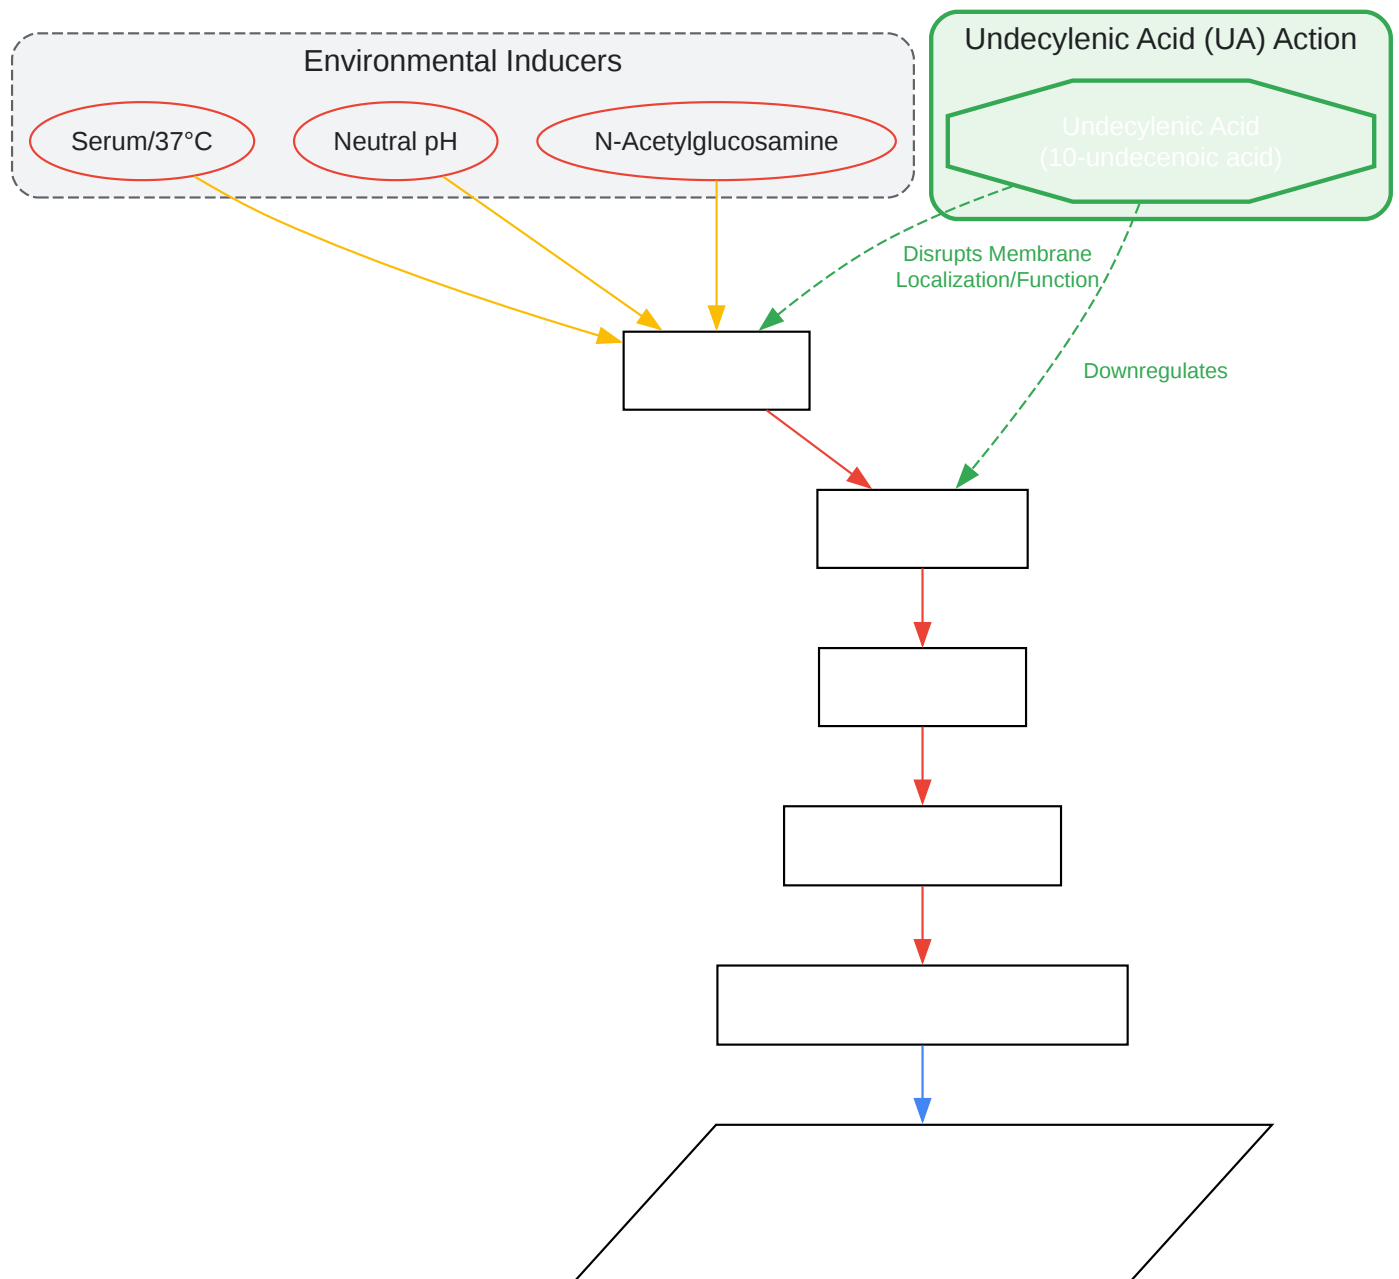 Environmental Inducers
Serum/37°C
Neutral pH
N-Acetylglucosamine
Undecylenic Acid (UA) Action
Undecylenic Acid
(10-undecenoic acid)
Disrupts Membrane
Localization/Function
Downregulates